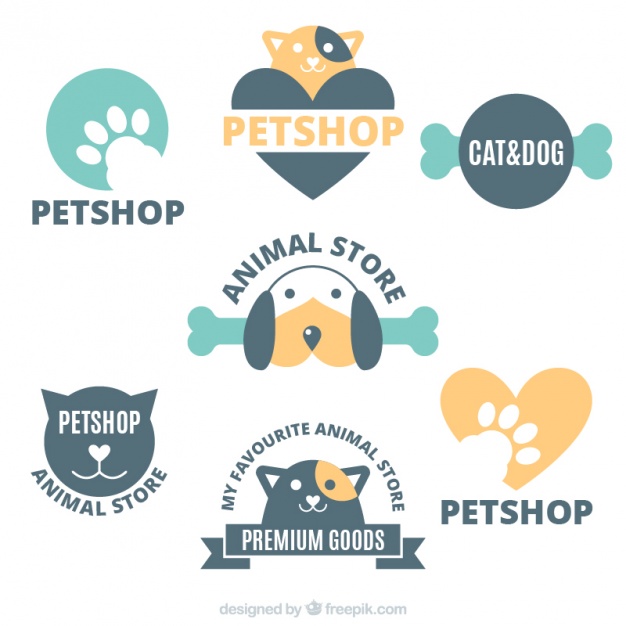 PETSHOP
PETSHOP
CAT&DOG
ANIMAL STORE
PETSHOP
ANIMAL STORE
MY FAVOURITE ANIMAL STORE
PREMIUM GOODS
PETSHOP
designed by freepik.com